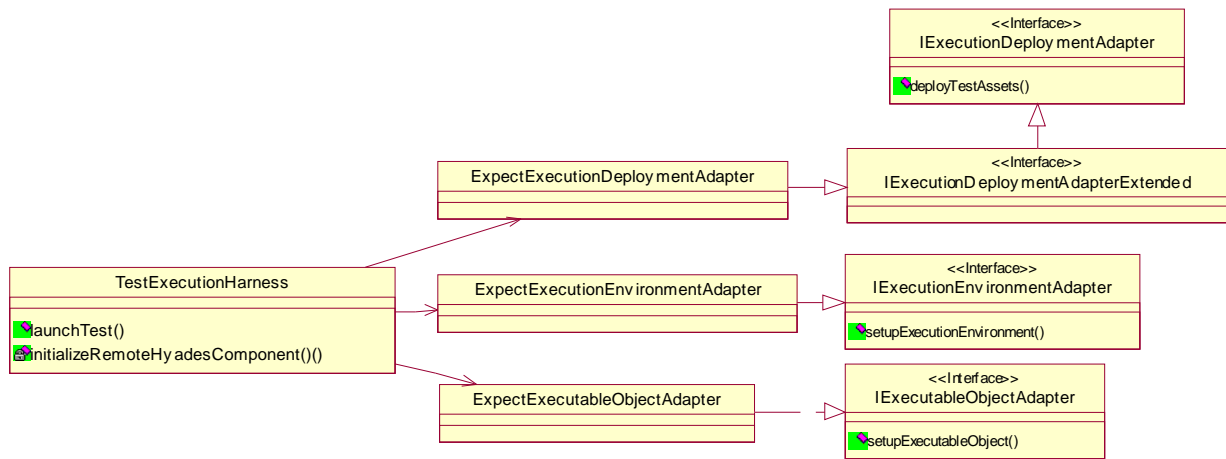 <<Interface>>
IExecutionDeploymentAdapter
deployTestAssets()
ExpectExecutionDeploymentAdapter
<<Interface>>
IExecutionDeploymentAdapterExtended
TestExecutionHarness
launchTest()
initializeRemoteHyadesComponent()()
ExpectExecutionEnvironmentAdapter
<<Interface>>
IExecutionEnvironmentAdapter
setupExecutionEnvironment()
ExpectExecutableObjectAdapter
<<Interface>>
IExecutableObjectAdapter
setupExecutableObject()